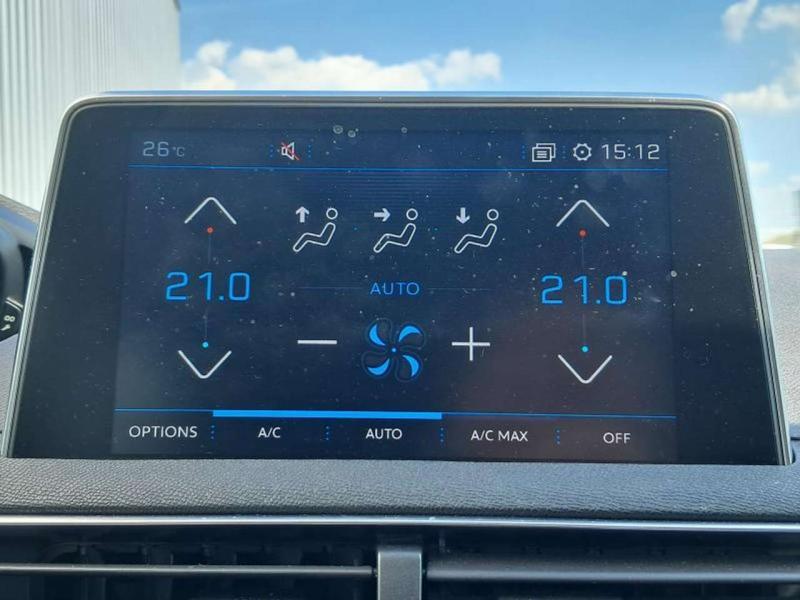 26°C 15:12
21.0 AUTO 21.0
OPTIONS A/C AUTO A/C MAX OFF